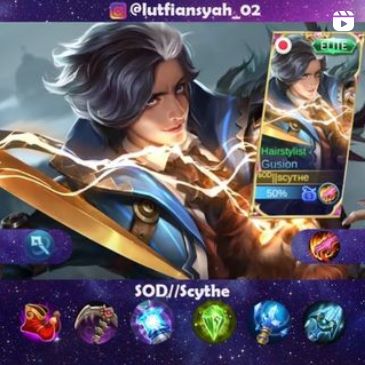 @lutfiansyah_02
ELITE
Hairstylist
Gusion
SOD||SCYTHE
50%
SOD//Scythe